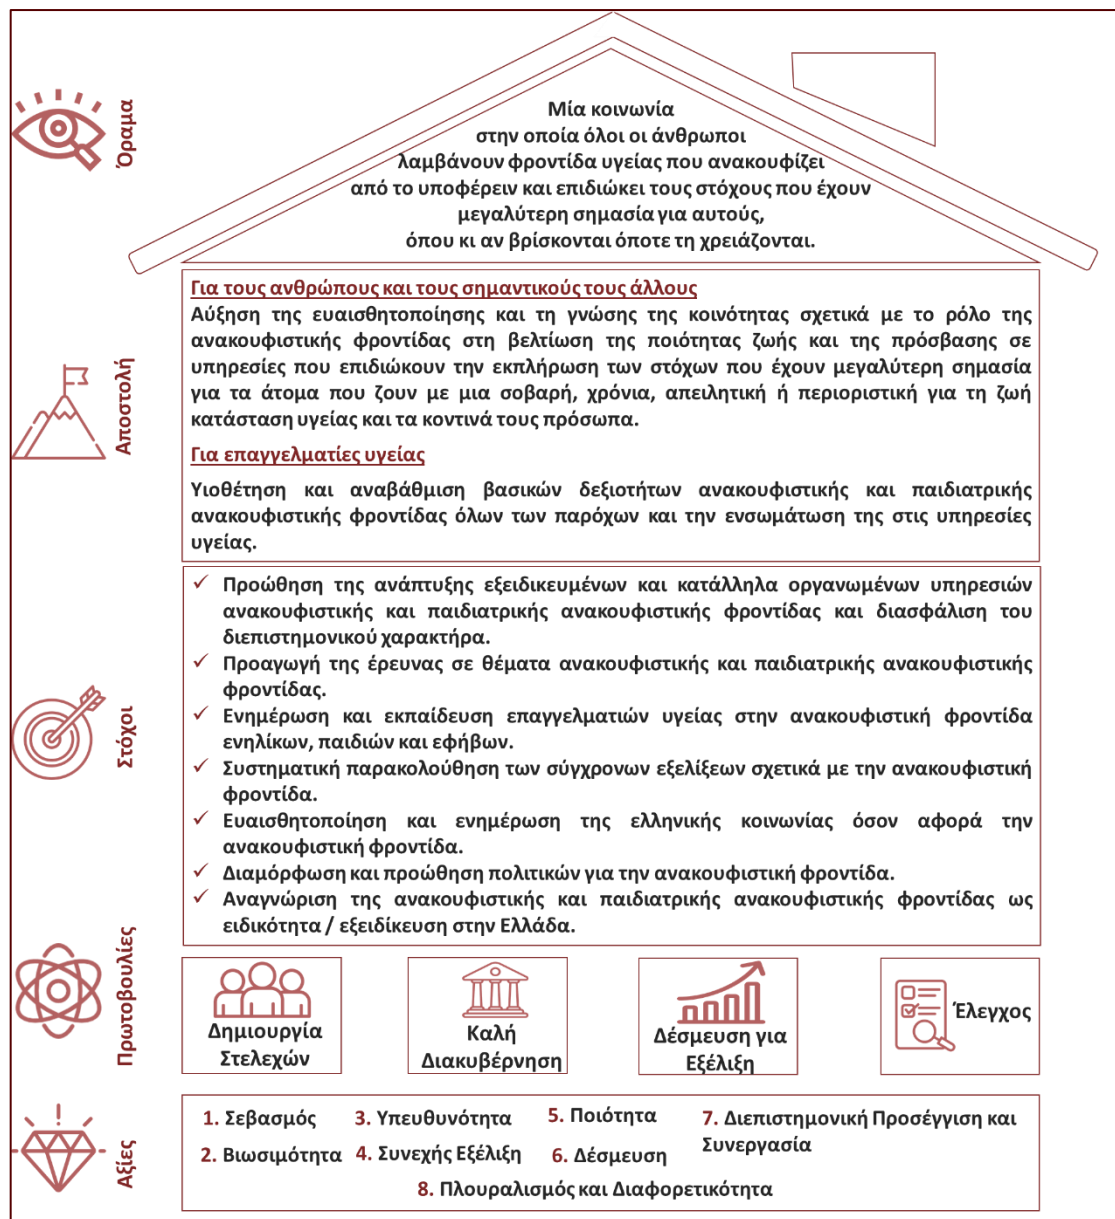 Όραμα
Μία κοινωνία
στην οποία όλοι οι άνθρωποι
λαμβάνουν φροντίδα υγείας που ανακουφίζει
από το υποφέρειν και επιδιώκει τους στόχους που έχουν
μεγαλύτερη σημασία για αυτούς,
όπου κι αν βρίσκονται όποτε τη χρειάζονται.
Αποστολή
Για τους ανθρώπους και τους σημαντικούς τους άλλους
Αύξηση της ευαισθητοποίησης και τη γνώσης της κοινότητας σχετικά με το ρόλο της
ανακουφιστικής φροντίδας στη βελτίωση της ποιότητας ζωής και της πρόσβασης σε
υπηρεσίες που επιδιώκουν την εκπλήρωση των στόχων που έχουν μεγαλύτερη σημασία
για τα άτομα που ζουν με μια σοβαρή, χρόνια, απειλητική ή περιοριστική για τη ζωή
κατάσταση υγείας και τα κοντινά τους πρόσωπα.
Για επαγγελματίες υγείας
Υιοθέτηση και αναβάθμιση βασικών δεξιοτήτων ανακουφιστικής και παιδιατρικής
ανακουφιστικής φροντίδας όλων των παρόχων και την ενσωμάτωση της στις υπηρεσίες
υγείας.
Στόχοι
✓ Προώθηση της ανάπτυξης εξειδικευμένων και κατάλληλα οργανωμένων υπηρεσιών
ανακουφιστικής και παιδιατρικής ανακουφιστικής φροντίδας και διασφάλιση του
διεπιστημονικού χαρακτήρα.
✓ Προαγωγή της έρευνας σε θέματα ανακουφιστικής και παιδιατρικής ανακουφιστικής
φροντίδας.
✓ Ενημέρωση και εκπαίδευση επαγγελματιών υγείας στην ανακουφιστική φροντίδα
ενηλίκων, παιδιών και εφήβων.
✓ Συστηματική παρακολούθηση των σύγχρονων εξελίξεων σχετικά με την ανακουφιστική
φροντίδα.
✓ Ευαισθητοποίηση και ενημέρωση της ελληνικής κοινωνίας όσον αφορά την
ανακουφιστική φροντίδα.
✓ Διαμόρφωση και προώθηση πολιτικών για την ανακουφιστική φροντίδα.
✓ Αναγνώριση της ανακουφιστικής και παιδιατρικής ανακουφιστικής φροντίδας ως
ειδικότητα / εξειδίκευση στην Ελλάδα.
Πρωτοβουλίες
Δημιουργία
Στελεχών
Καλή
Διακυβέρνηση
Δέσμευση για
Εξέλιξη
Έλεγχος
Αξίες
1. Σεβασμός
2. Βιωσιμότητα
3. Υπευθυνότητα
4. Συνεχής Εξέλιξη
5. Ποιότητα
6. Δέσμευση
7. Διεπιστημονική Προσέγγιση και
Συνεργασία
8. Πλουραλισμός και Διαφορετικότητα